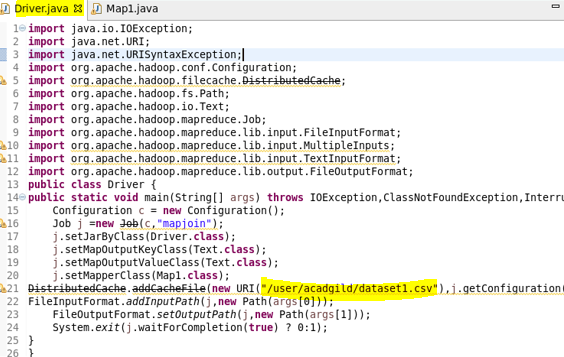 Driver.java Map1.java
1 import java.io.IOException;
2 import java.net.URI;
3 import java.net.URISyntaxException;
4 import org.apache.hadoop.conf.Configuration;
5 import org.apache.hadoop.filecache.DistributedCache;
6 import org.apache.hadoop.fs.Path;
7 import org.apache.hadoop.io.Text;
8 import org.apache.hadoop.mapreduce.Job;
9 import org.apache.hadoop.mapreduce.lib.input.FileInputFormat;
10 import org.apache.hadoop.mapreduce.lib.input.MultipleInputs;
11 import org.apache.hadoop.mapreduce.lib.input.TextInputFormat;
12 import org.apache.hadoop.mapreduce.lib.output.FileOutputFormat;
13 public class Driver {
14 public static void main(String[] args) throws IOException,ClassNotFoundException,Interru
15 Configuration c = new Configuration();
16 Job j =new Job(c,"mapjoin");
17 j.setJarByClass(Driver.class);
18 j.setMapOutputKeyClass(Text.class);
19 j.setMapOutputValueClass(Text.class);
20 j.setMapperClass(Map1.class);
21 DistributedCache.addCacheFile(new URI("/user/acadgild/dataset1.csv"),j.getConfiguration(
22 FileInputFormat.addInputPath(j,new Path(args[0]));
23 FileOutputFormat.setOutputPath(j,new Path(args[1]));
24 System.exit(j.waitForCompletion(true) ? 0:1);
25 }
26 }